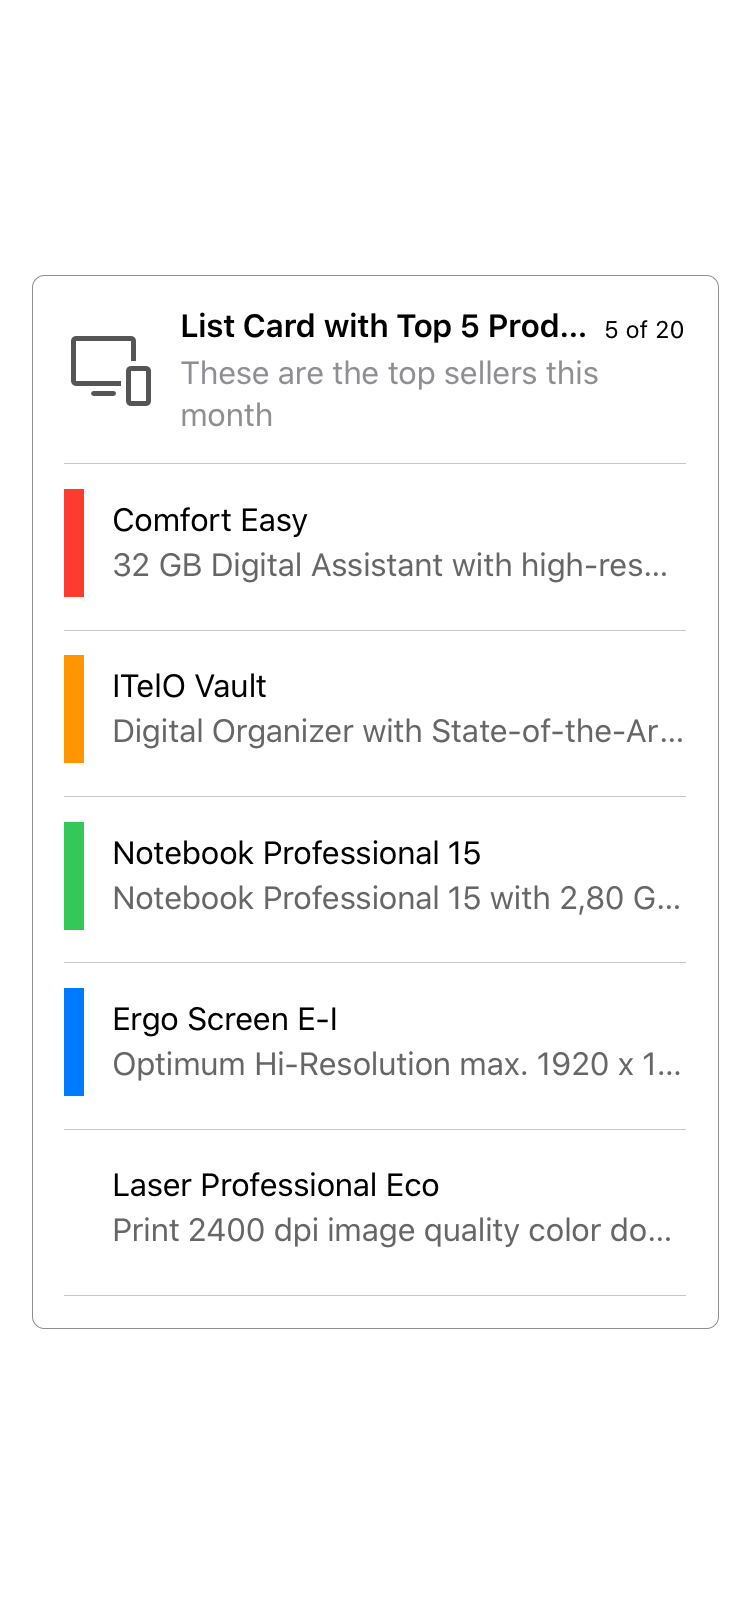 List Card with Top 5 Prod... 5 of 20
These are the top sellers this
month
Comfort Easy
32 GB Digital Assistant with high-res...
ITelO Vault
Digital Organizer with State-of-the-Ar...
Notebook Professional 15
Notebook Professional 15 with 2,80 G...
Ergo Screen E-I
Optimum Hi-Resolution max. 1920 x 1...
Laser Professional Eco
Print 2400 dpi image quality color do...